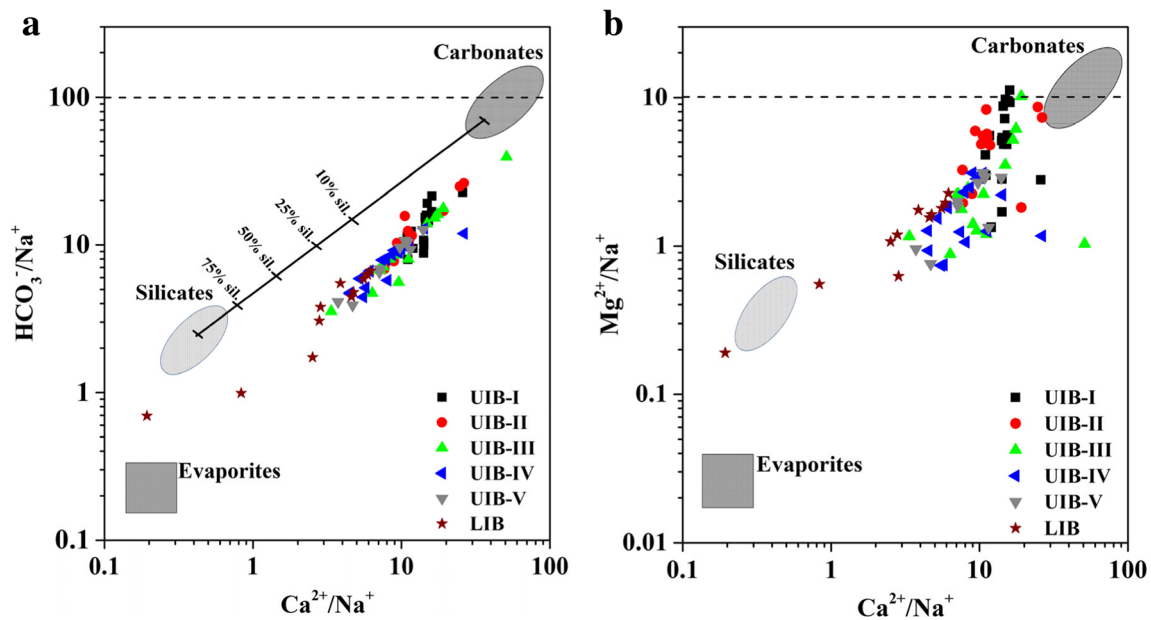 a
HCO3-/Na+
100
10
1
0.1
0.1
1
10
100
Ca2+/Na+
Carbonates
10% sil.
25% sil.
50% sil.
75% sil.
Silicates
Evaporites
UIB-I
UIB-II
UIB-III
UIB-IV
UIB-V
LIB
b
Mg2+/Na+
10
1
0.1
0.01
0.1
1
10
100
Ca2+/Na+
Carbonates
Silicates
Evaporites
UIB-I
UIB-II
UIB-III
UIB-IV
UIB-V
LIB